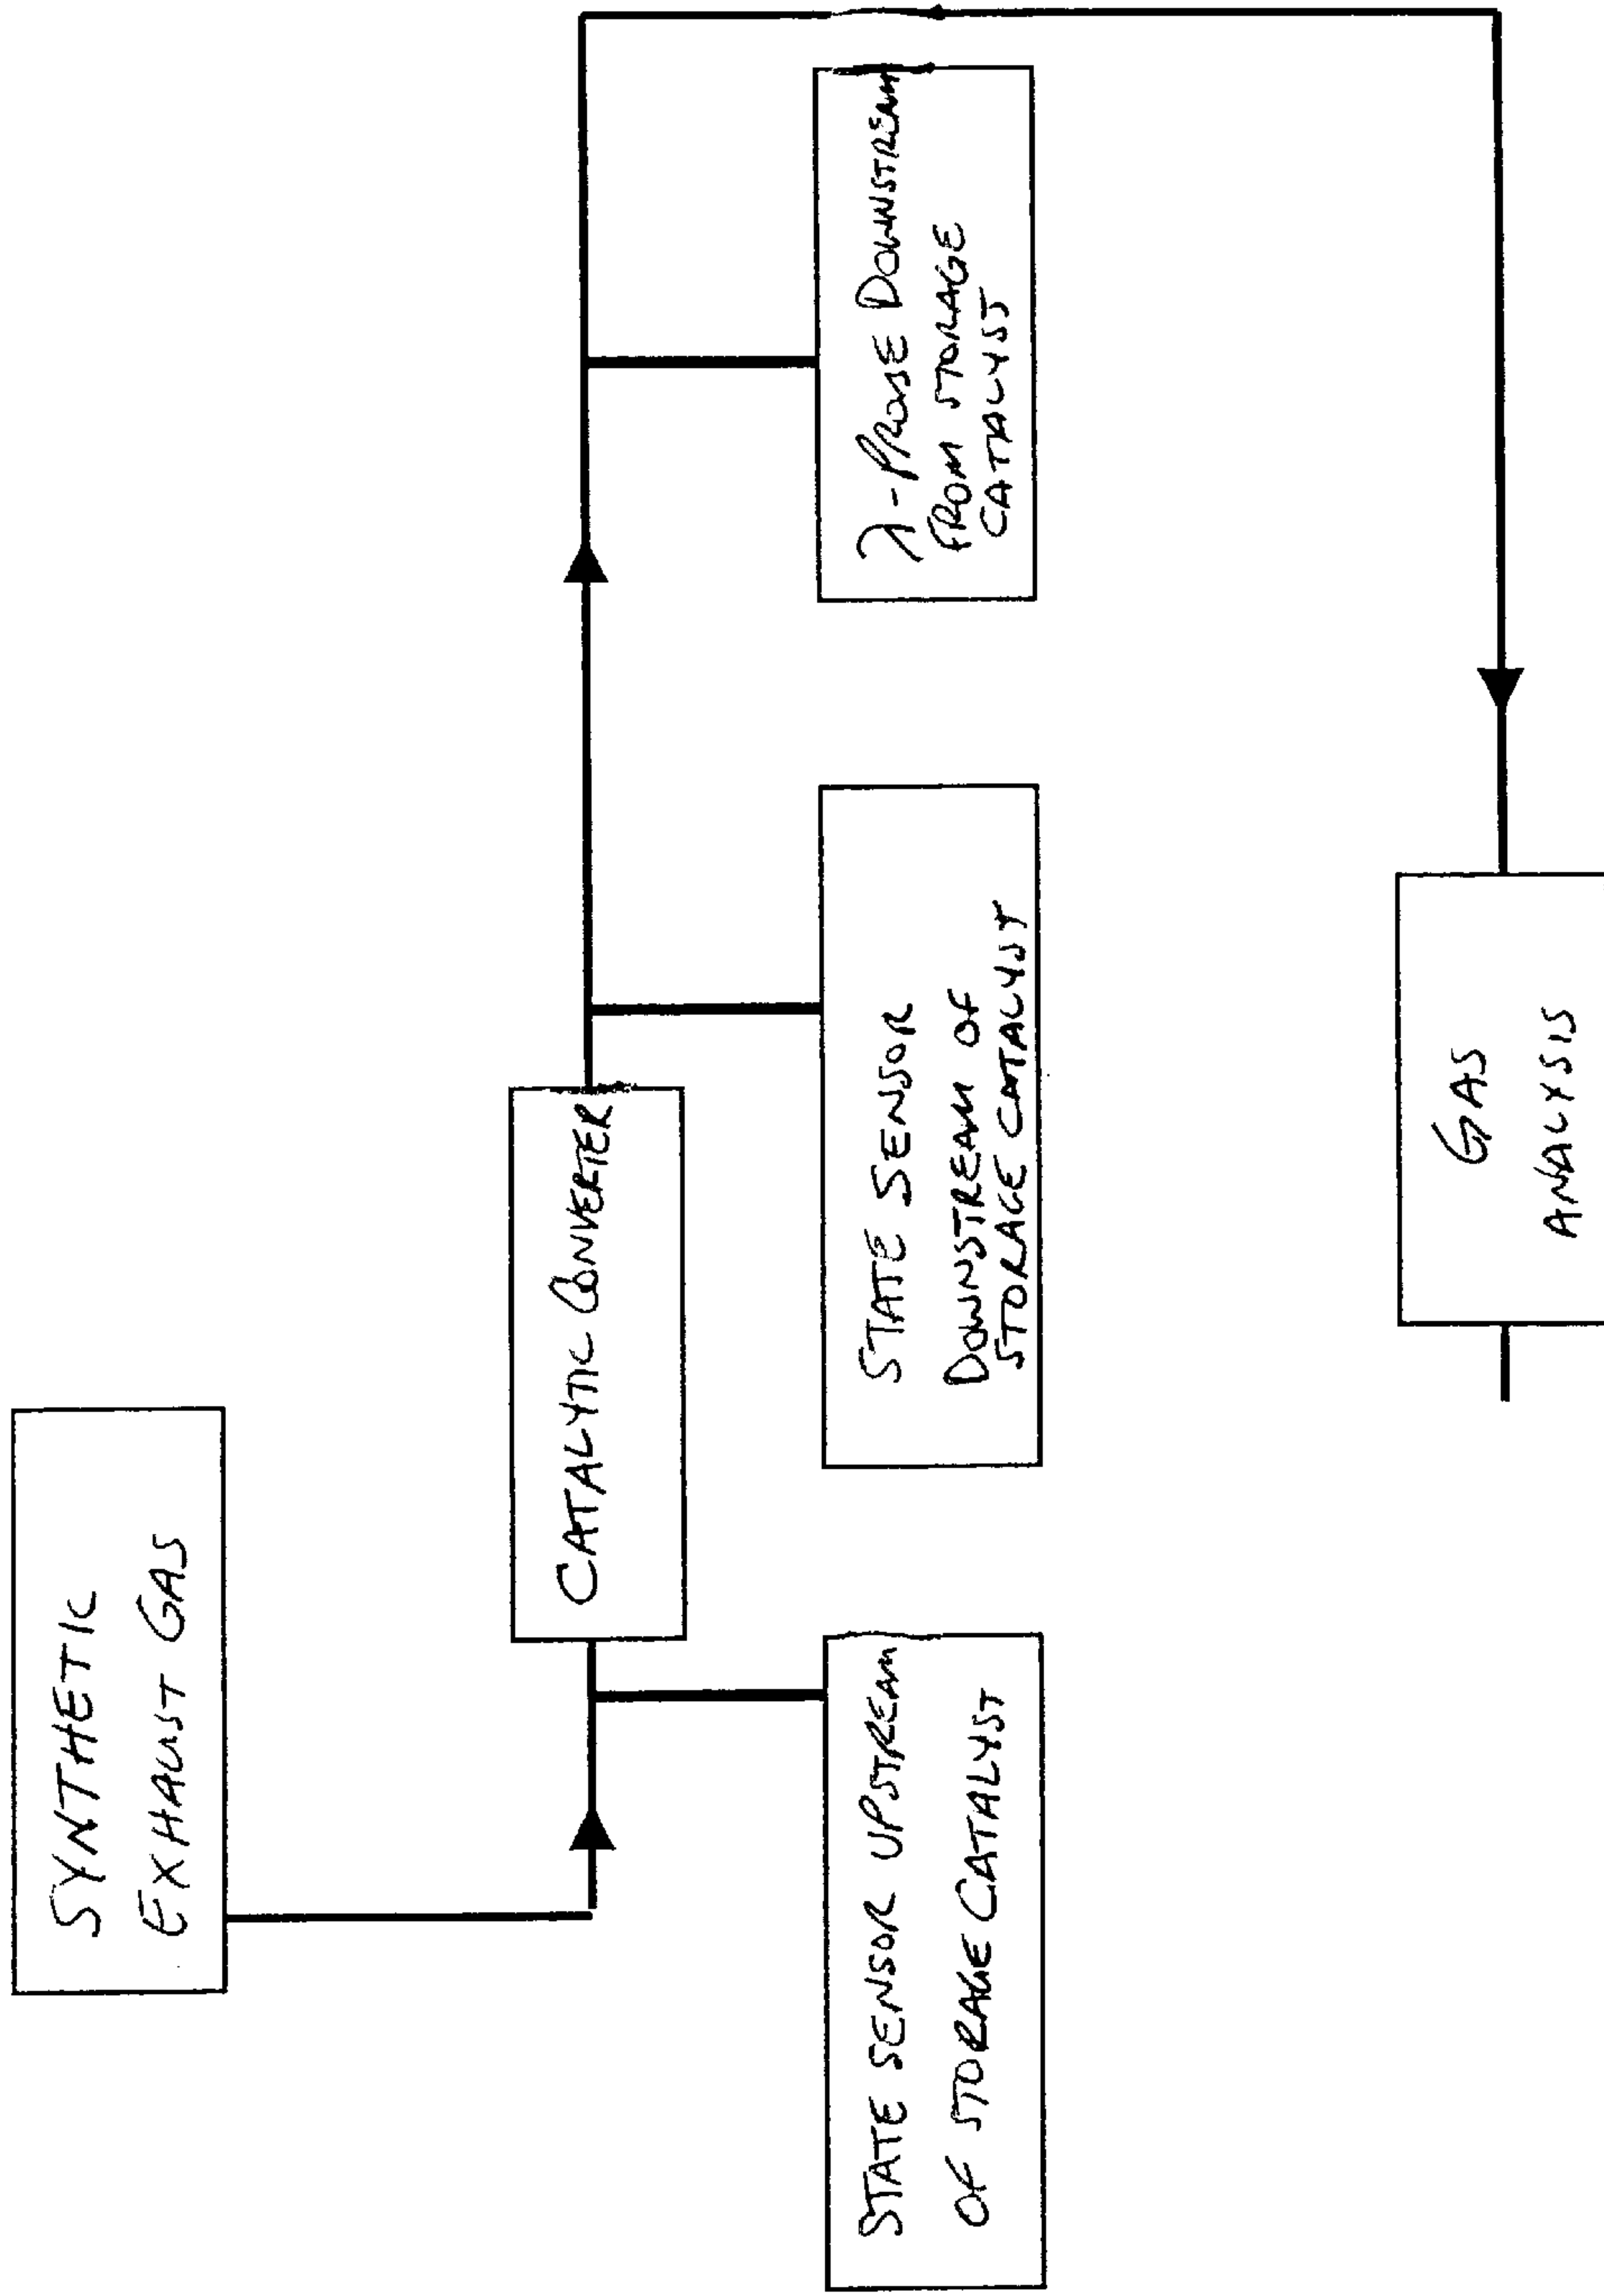 SYNTHETIC
EXHAUST GAS
CATALYTIC CONVERTER
STATE SENSOR UPSTREAM
OF STORAGE CATALYST
STATE SENSOR
DOWNSTREAM OF
STORAGE CATALYST
λ-PROBE DOWNSTREAM
FROM STORAGE
CATALYST
GAS
ANALYSIS